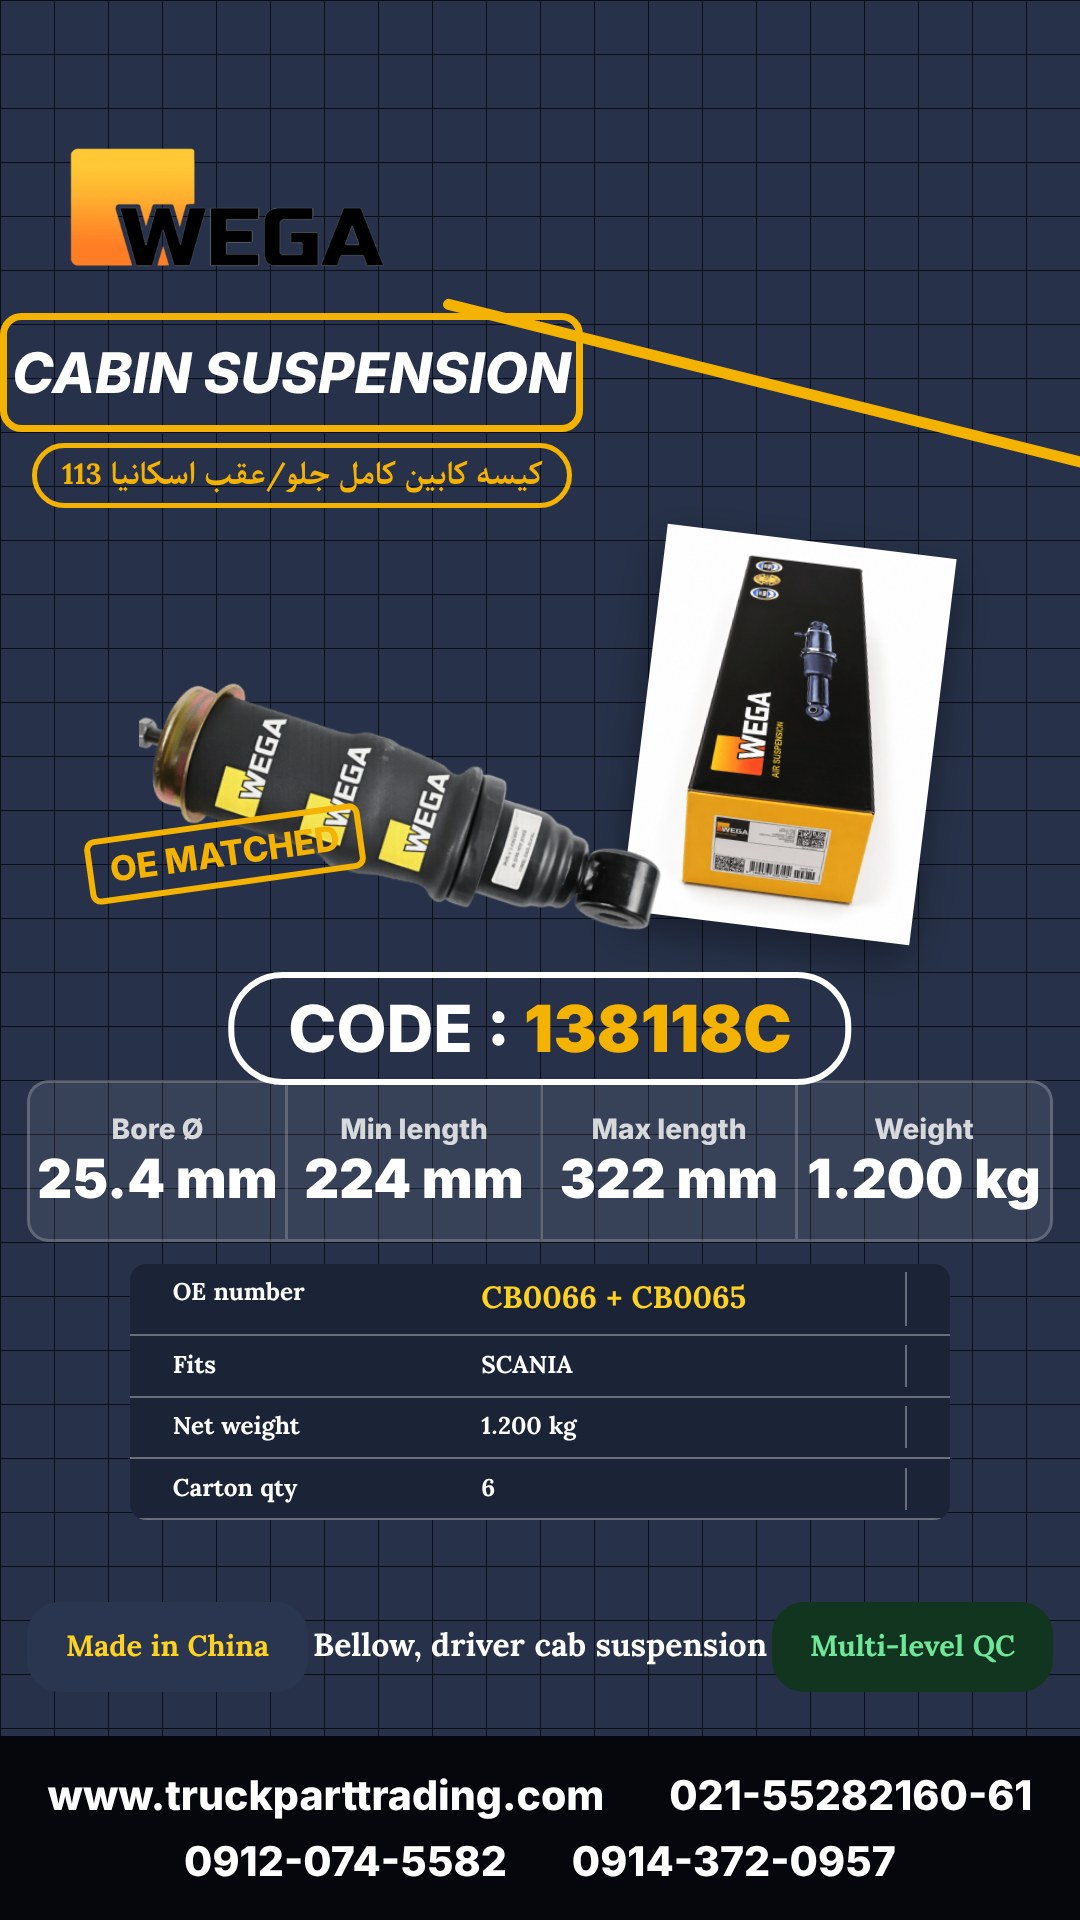 WEGA
CABIN SUSPENSION
کیسه کابین کامل جلو/عقب اسکانیا 113
WEGA
WEGA
WEGA
OE MATCHED
WEGA
AIR SUSPENSION
WEGA
CODE : 138118C
Bore Ø Min length Max length Weight
25.4 mm 224 mm 322 mm 1.200 kg
OE number CB0066 + CB0065
Fits SCANIA
Net weight 1.200 kg
Carton qty 6
Made in China Bellow, driver cab suspension Multi-level QC
www.truckparttrading.com 021-55282160-61
0912-074-5582 0914-372-0957